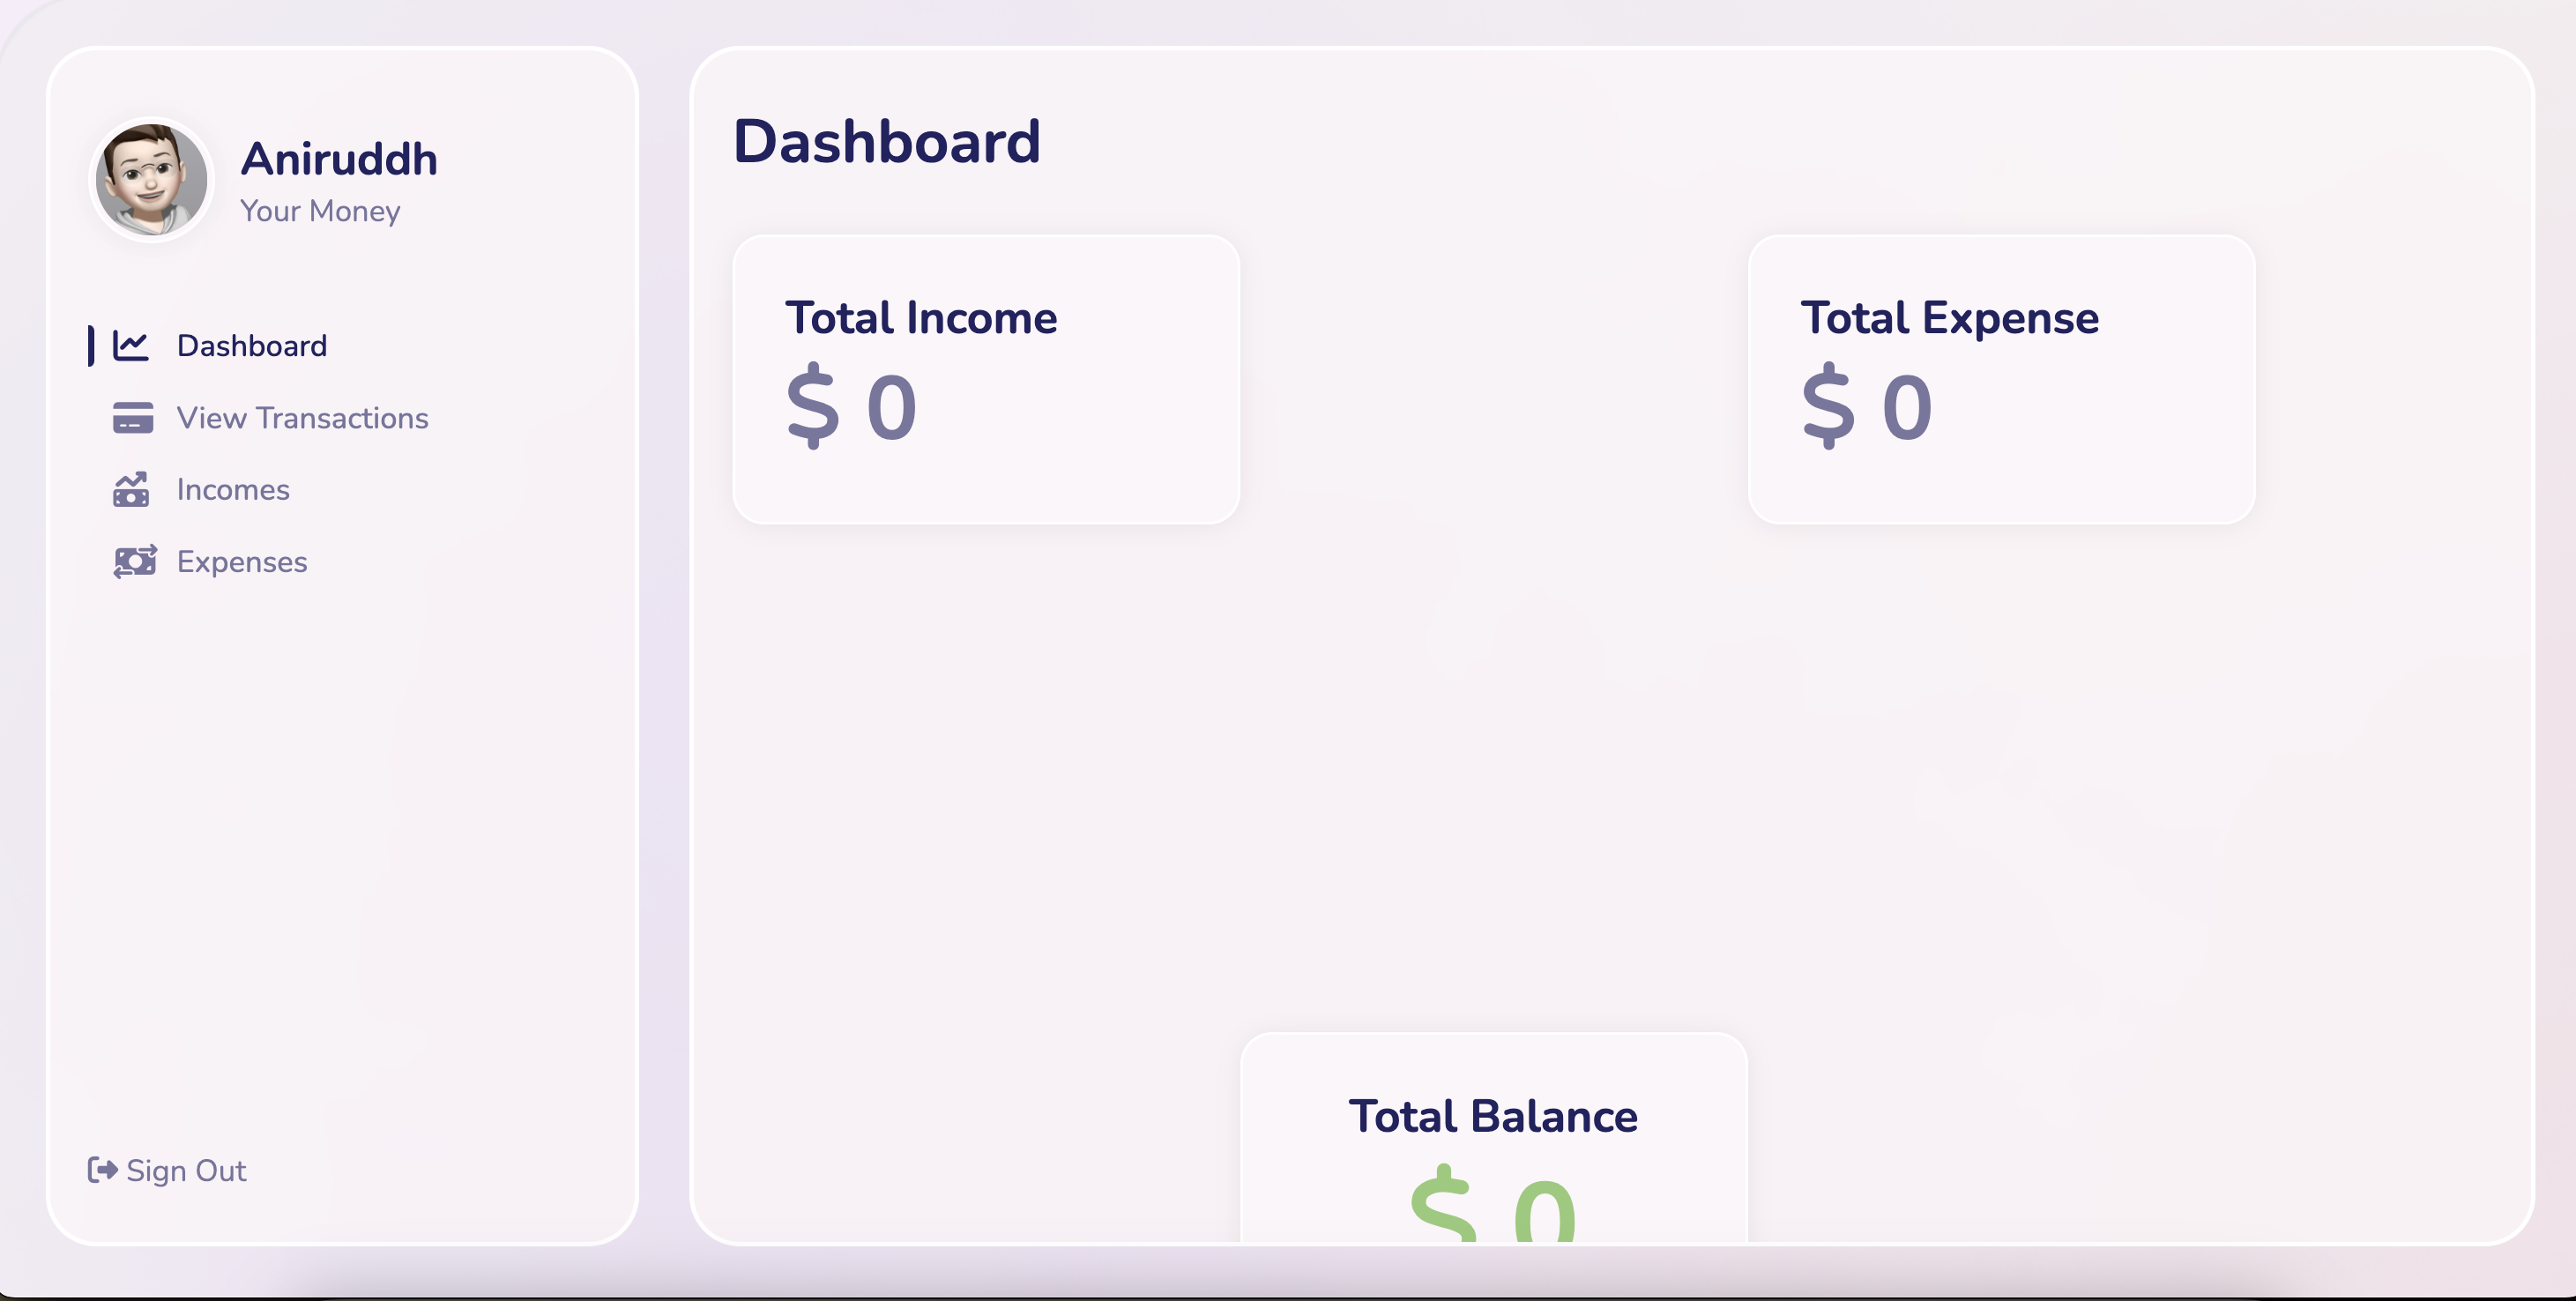 Aniruddh
Your Money
Dashboard
View Transactions
Incomes
Expenses
Sign Out
Dashboard
Total Income
$ 0
Total Expense
$ 0
Total Balance
$ 0